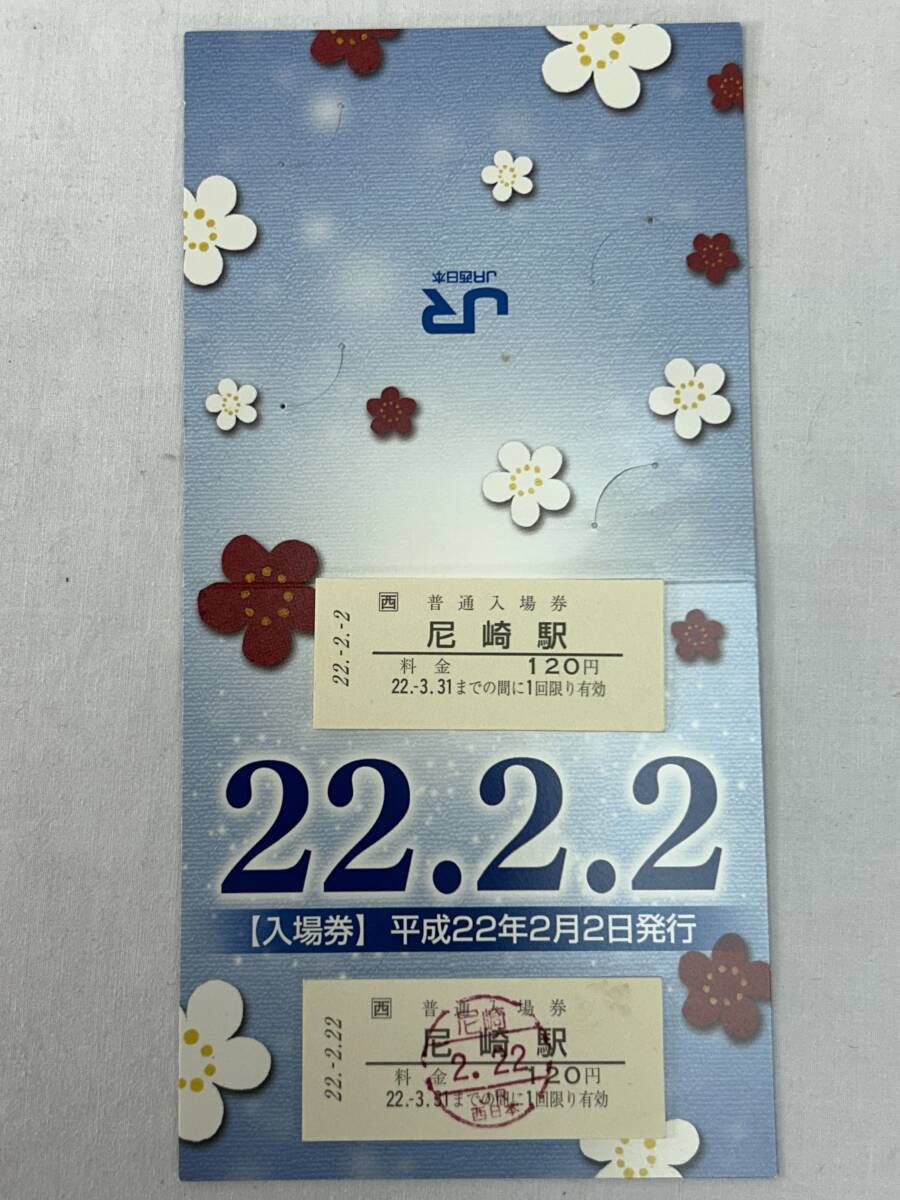 JR
JR西日本
22.-2.-2
西 普通入場券
尼崎駅
料金 120円
22.-3.31までの間に1回限り有効
22.2.2
【入場券】 平成22年2月2日発行
22.-2.22
西 普通入場券
尼崎駅
料金 120円
22.-3.31までの間に1回限り有効
尼崎
2.22
西日本